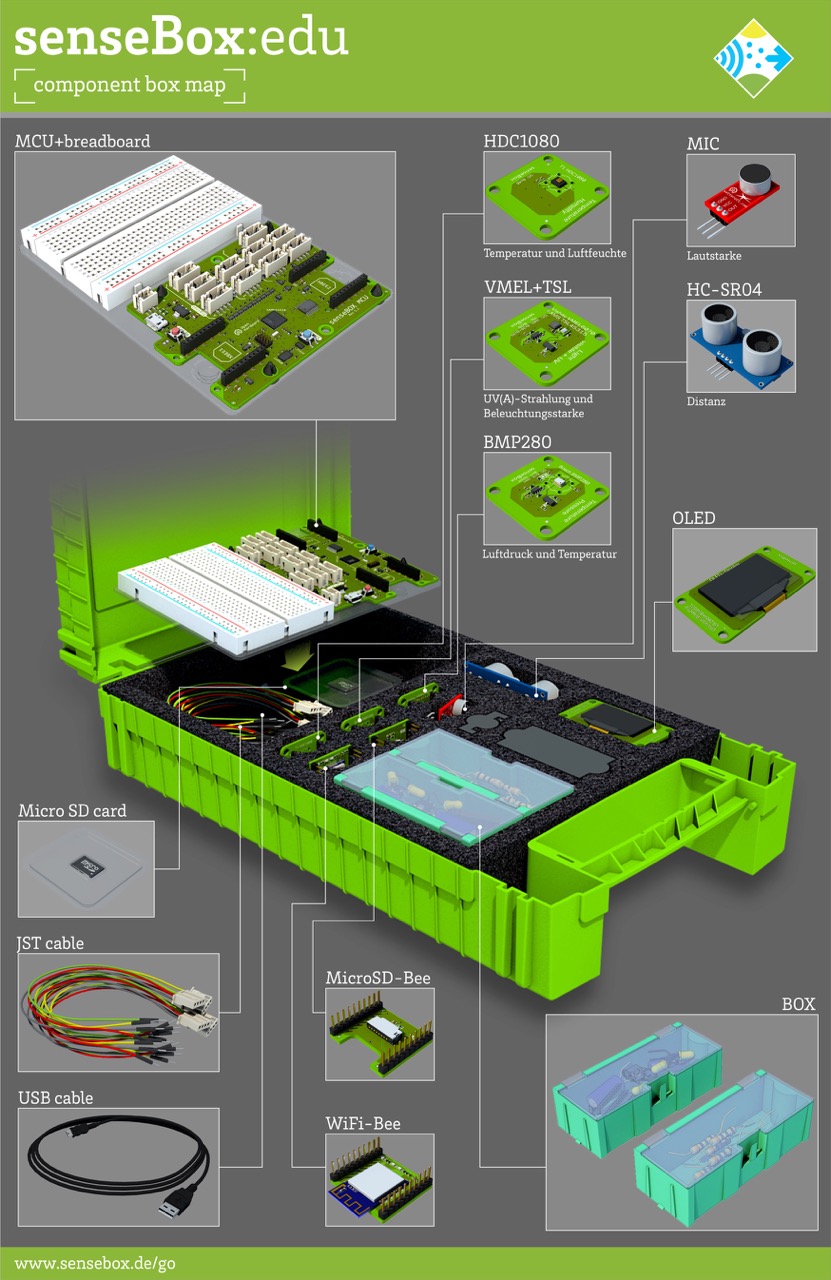 senseBox:edu
component box map
MCU+breadboard
HDC1080
Temperatur und Luftfeuchte
MIC
Lautstarke
VMEL+TSL
UV(A)-Strahlung und
Beleuchtungsstarke
HC-SR04
Distanz
BMP280
Luftdruck und Temperatur
OLED
senseBox MCU
Micro SD card
JST cable
USB cable
MicroSD-Bee
WiFi-Bee
BOX
www.sensebox.de/go